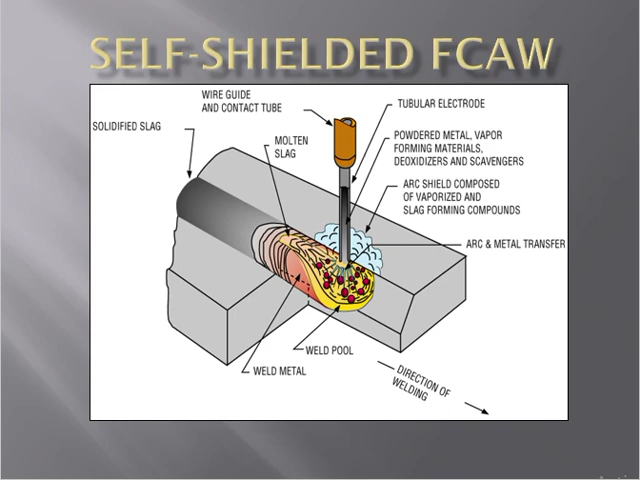 SELF-SHIELDED FCAW
WIRE GUIDE
AND CONTACT TUBE
TUBULAR ELECTRODE
SOLIDIFIED SLAG
MOLTEN
SLAG
POWDERED METAL, VAPOR
FORMING MATERIALS,
DEOXIDIZERS AND SCAVENGERS
ARC SHIELD COMPOSED
OF VAPORIZED AND
SLAG FORMING COMPOUNDS
ARC & METAL TRANSFER
WELD POOL
WELD METAL
DIRECTION OF
WELDING